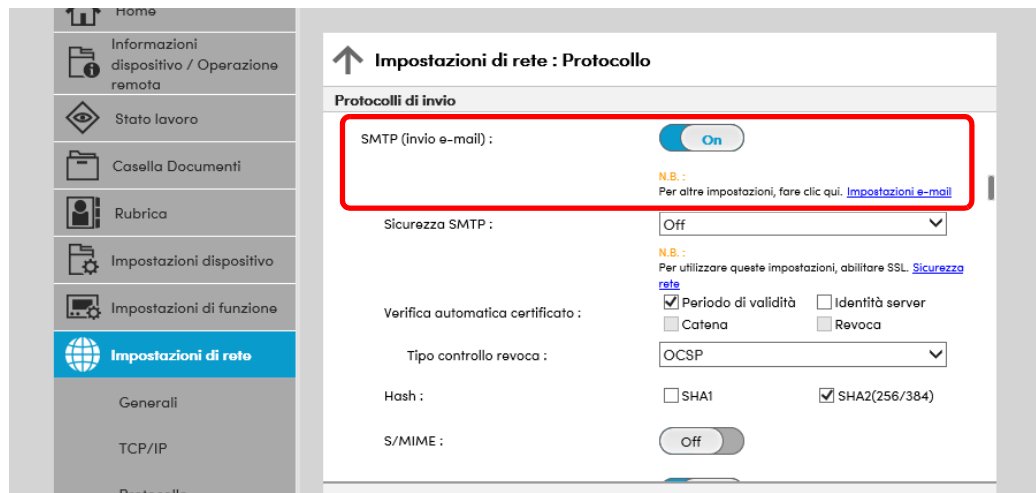 Home
Informazioni
dispositivo / Operazione
remota
Stato lavoro
Casella Documenti
Rubrica
Impostazioni dispositivo
Impostazioni di funzione
Impostazioni di rete
Generali
TCP/IP
Protocollo
Impostazioni di rete : Protocollo
Protocolli di invio
SMTP (invio e-mail) :
On
N.B. :
Per altre impostazioni, fare clic qui. Impostazioni e-mail
Sicurezza SMTP :
Off
N.B. :
Per utilizzare queste impostazioni, abilitare SSL. Sicurezza
rete
Verifica automatica certificato :
Periodo di validità
Identità server
Catena
Revoca
Tipo controllo revoca :
OCSP
Hash :
SHA1
SHA2(256/384)
S/MIME :
Off